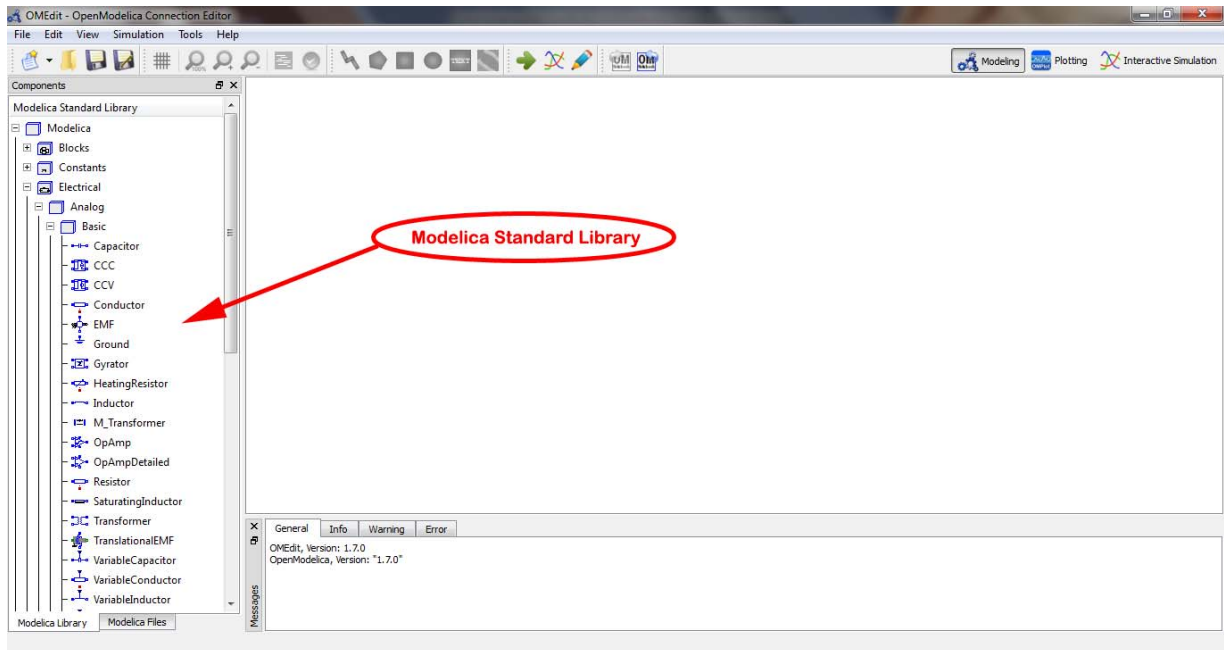 OMEdit - OpenModelica Connection Editor
File Edit View Simulation Tools Help
Modeling Plotting Interactive Simulation
Components
Modelica Standard Library
Modelica
Blocks
Constants
Electrical
Analog
Basic
Capacitor
CCC
CCV
Conductor
EMF
Ground
Gyrator
HeatingResistor
Inductor
M_Transformer
OpAmp
OpAmpDetailed
Resistor
SaturatingInductor
Transformer
TranslationalEMF
VariableCapacitor
VariableConductor
VariableInductor
Modelica Library Modelica Files
Modelica Standard Library
General Info Warning Error
OMEdit, Version: 1.7.0
OpenModelica, Version: "1.7.0"
Messages